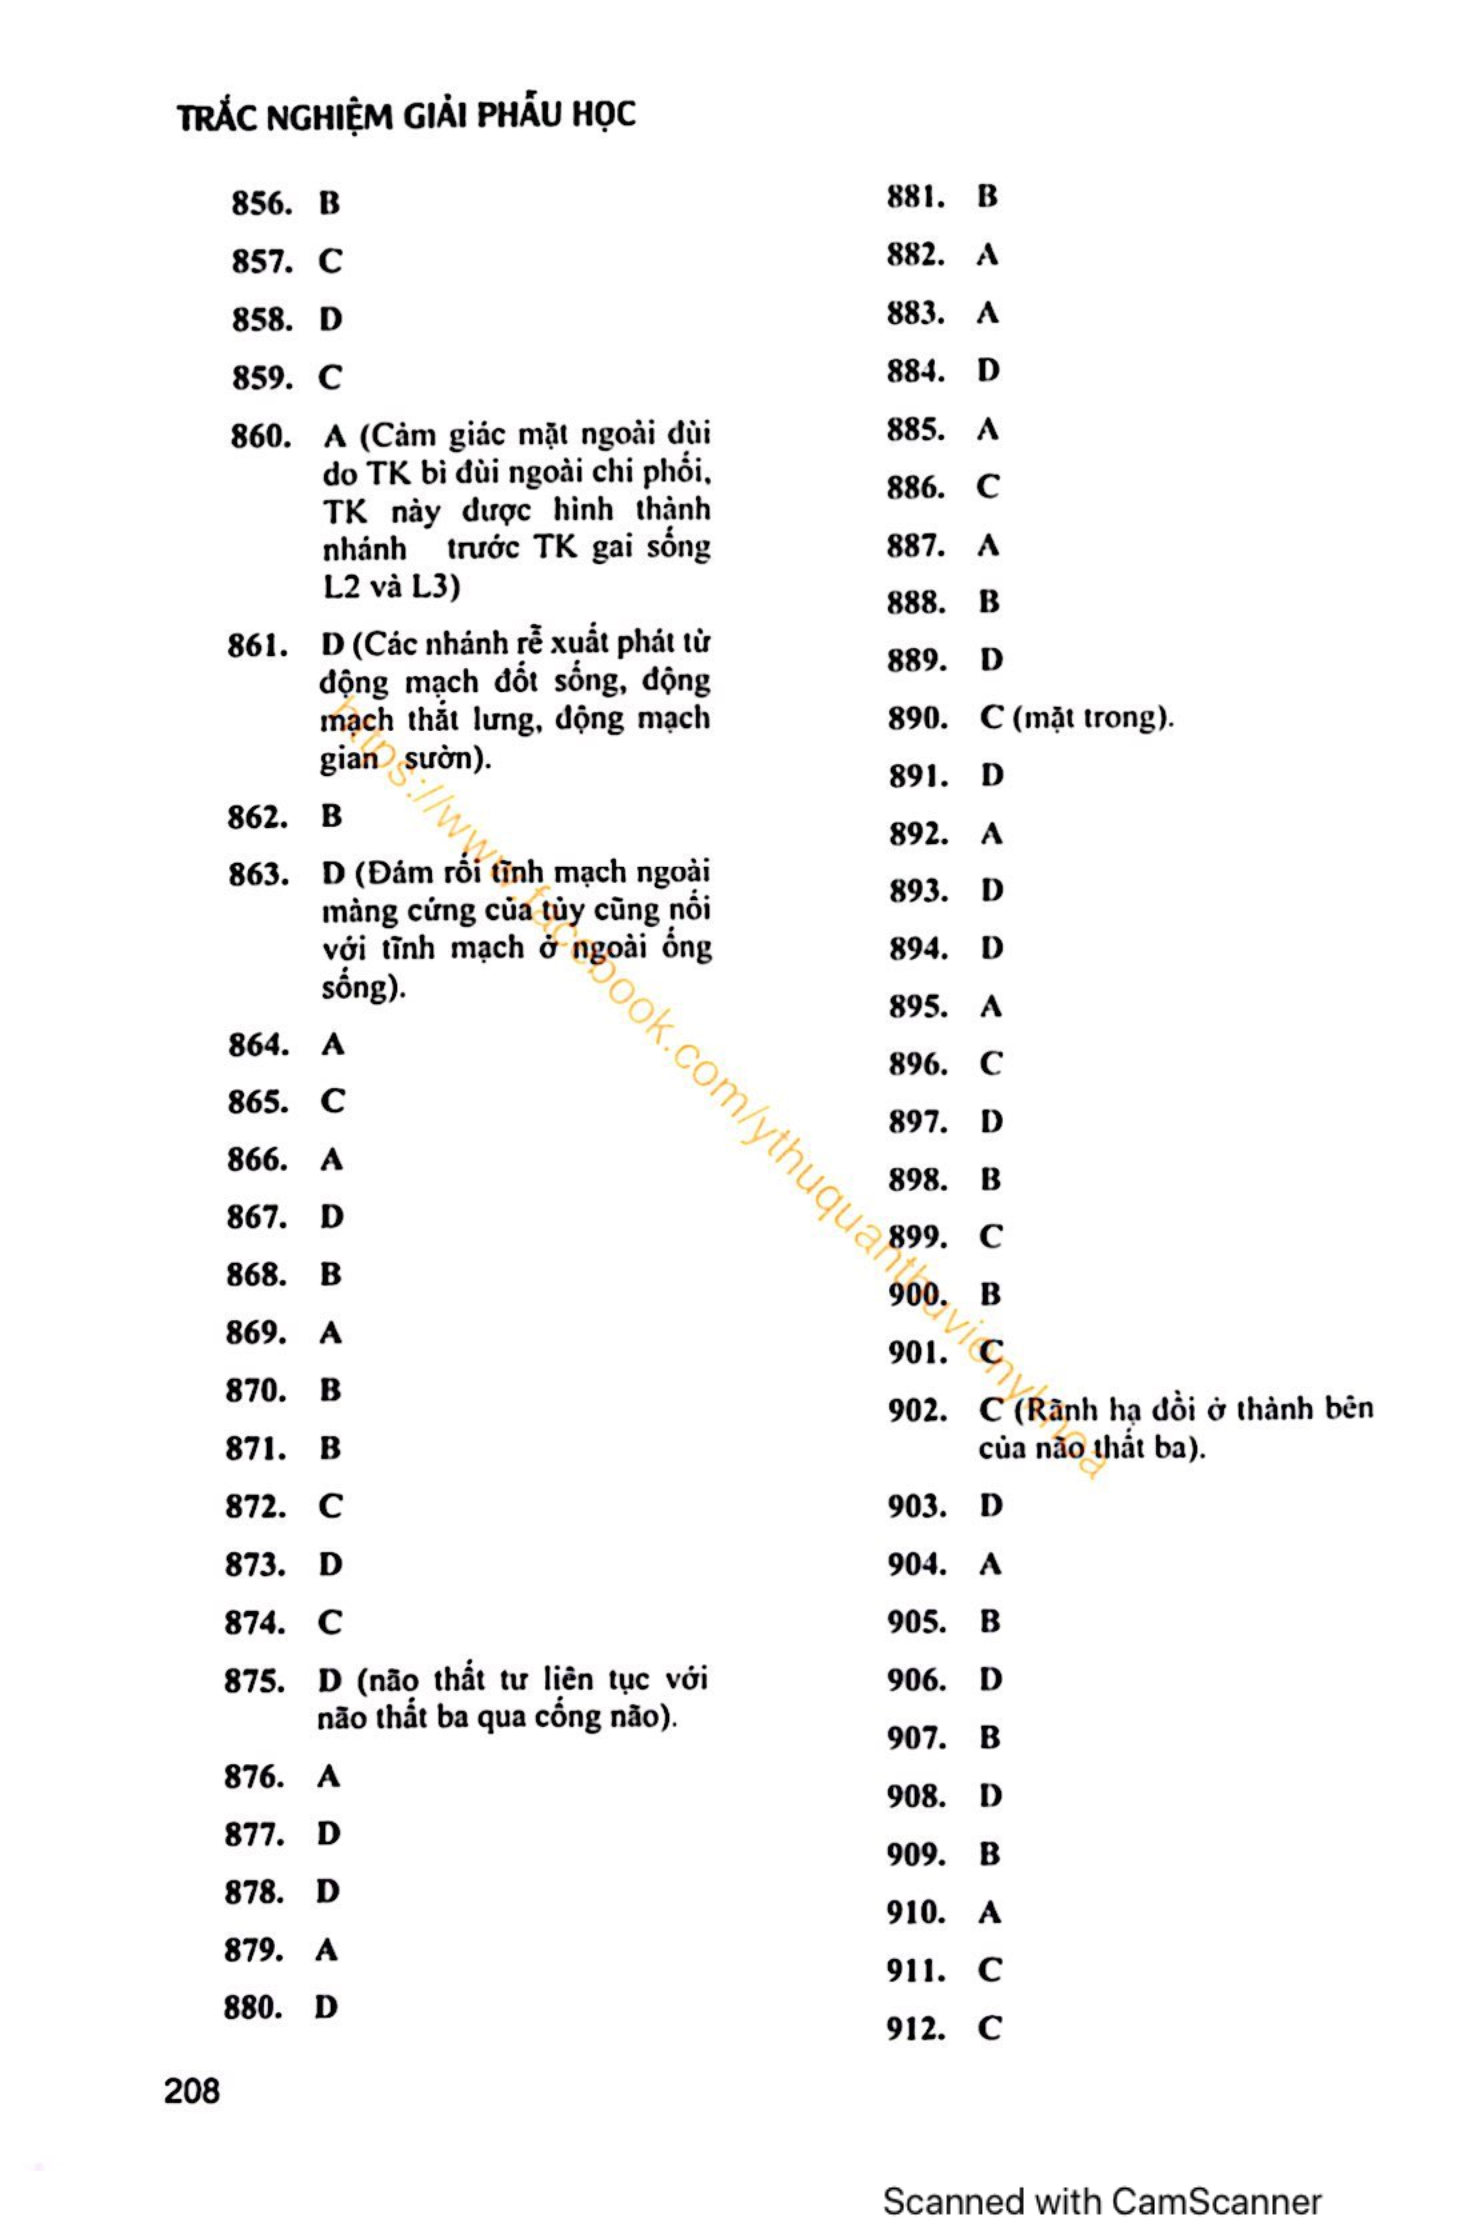 TRẮC NGHIỆM GIẢI PHẪU HỌC
856. B
857. C
858. D
859. C
860. A (Cảm giác mặt ngoài đùi
do TK bì đùi ngoài chi phối,
TK này được hình thành
nhánh trước TK gai sống
L2 và L3)
861. D (Các nhánh rễ xuất phát từ
động mạch đốt sống, động
mạch thắt lưng, động mạch
gian sườn).
862. B
863. D (Đám rối tĩnh mạch ngoài
màng cứng của tủy cũng nối
với tĩnh mạch ở ngoài ống
sống).
864. A
865. C
866. A
867. D
868. B
869. A
870. B
871. B
872. C
873. D
874. C
875. D (não thất tư liên tục với
não thất ba qua cống não).
876. A
877. D
878. D
879. A
880. D
881. B
882. A
883. A
884. D
885. A
886. C
887. A
888. B
889. D
890. C (mặt trong).
891. D
892. A
893. D
894. D
895. A
896. C
897. D
898. B
899. C
900. B
901. C
902. C (Rãnh hạ đồi ở thành bên
của não thất ba).
903. D
904. A
905. B
906. D
907. B
908. D
909. B
910. A
911. C
912. C
208
https://www.facebook.com/ythuquanthuvienykhoa
Scanned with CamScanner